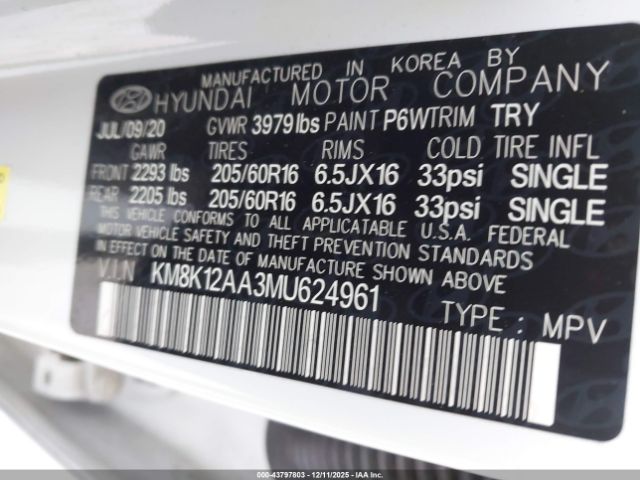 MANUFACTURED IN KOREA BY
HYUNDAI MOTOR COMPANY
JUL/09/20 GVWR 3979 lbs PAINT P6W TRIM TRY
GAWR TIRES RIMS COLD TIRE INFL
FRONT 2293 lbs 205/60R16 6.5JX16 33psi SINGLE
REAR 2205 lbs 205/60R16 6.5JX16 33psi SINGLE
THIS VEHICLE CONFORMS TO ALL APPLICATABLE U.S.A. FEDERAL
MOTOR VEHICLE SAFETY AND THEFT PREVENTION STANDARDS
IN EFFECT ON THE DATE OF MANUFACTURE SHOWN ABOVE.
V.I.N KM8K12AA3MU624961
TYPE : MPV
000-43797803 - 12/11/2025 - IAAI.COM